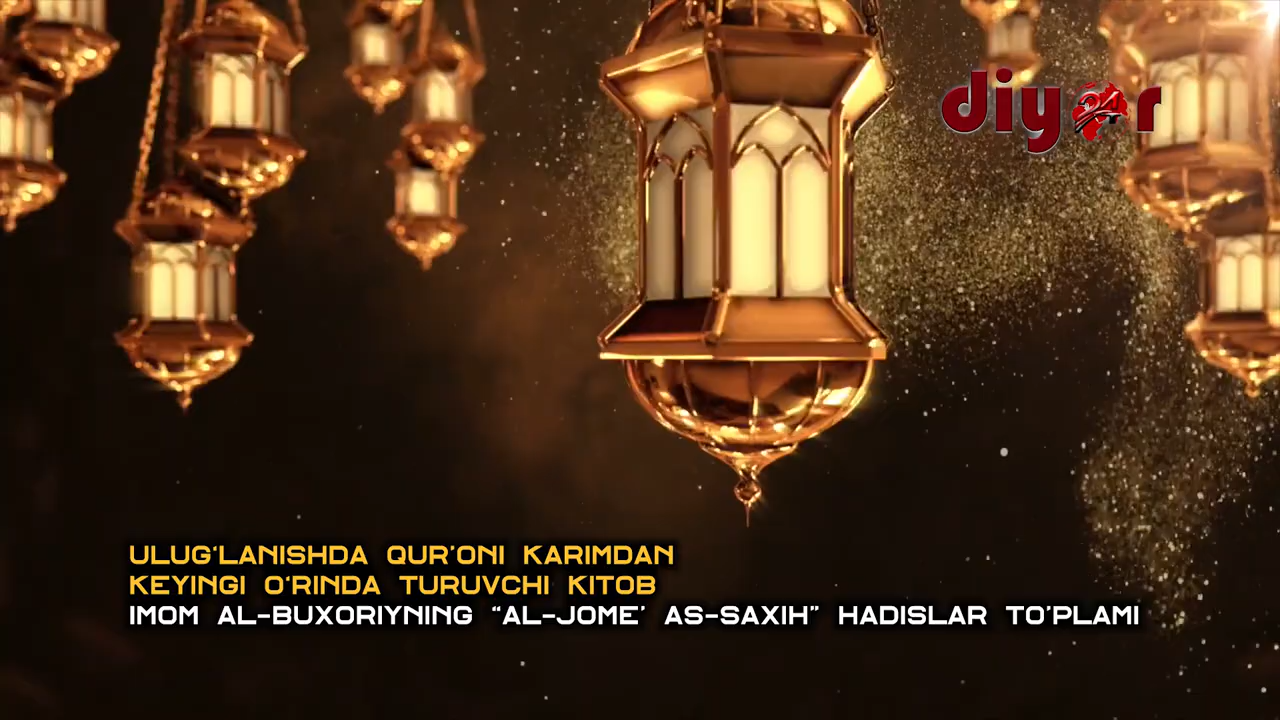 diyor
24
ULUG‘LANISHDA QUR’ONI KARIMDAN
KEYINGI O‘RINDA TURUVCHI KITOB
IMOM AL-BUXORIYNING “AL-JOME’ AS-SAXIH” HADISLAR TO’PLAMI